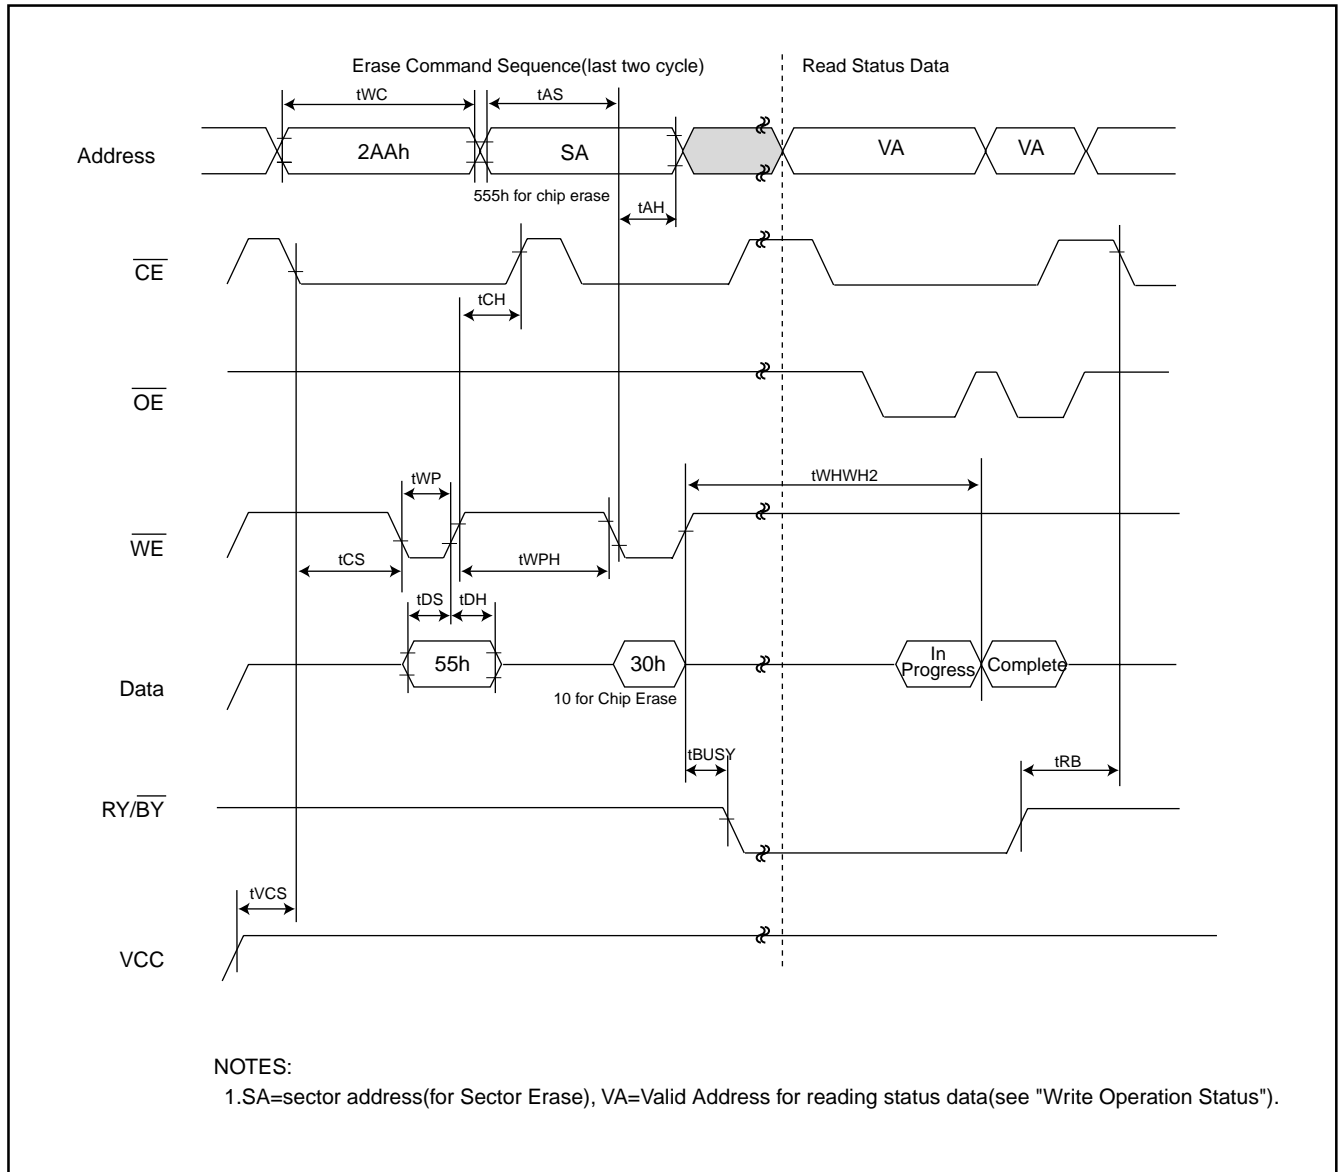 Erase Command Sequence(last two cycle) Read Status Data
tWC tAS
Address 2AAh SA VA VA
555h for chip erase
tAH
CE
tCH
OE
tWP tWHWH2
WE
tCS tWPH
tDS tDH
Data 55h 30h In Progress Complete
10 for Chip Erase
tBUSY tRB
RY/BY
tVCS
VCC
NOTES:
1.SA=sector address(for Sector Erase), VA=Valid Address for reading status data(see "Write Operation Status").